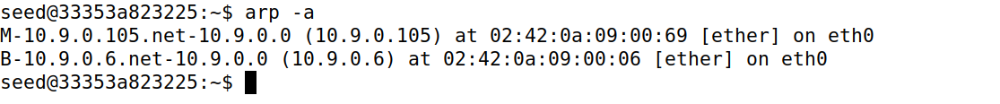 seed@33353a823225:~$ arp -a
M-10.9.0.105.net-10.9.0.0 (10.9.0.105) at 02:42:0a:09:00:69 [ether] on eth0
B-10.9.0.6.net-10.9.0.0 (10.9.0.6) at 02:42:0a:09:00:06 [ether] on eth0
seed@33353a823225:~$